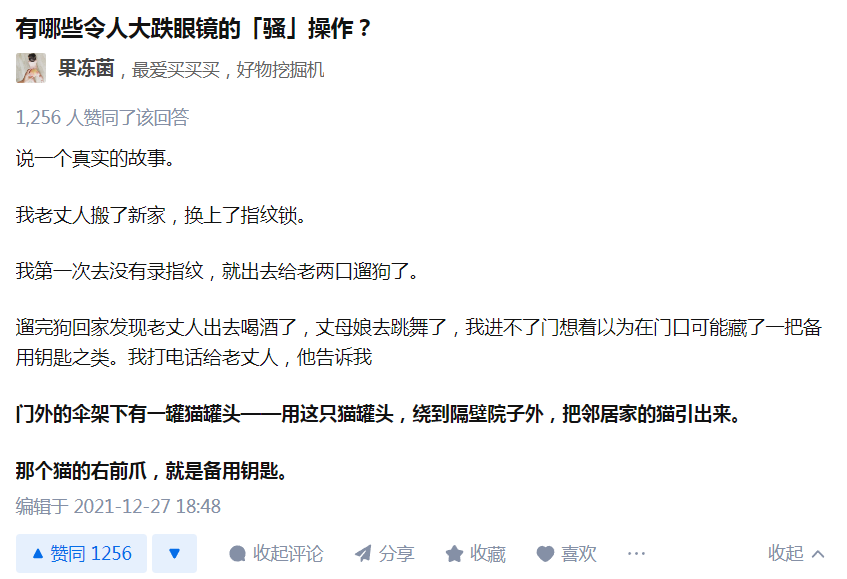 有哪些令人大跌眼镜的「骚」操作？
果冻菌，最爱买买买，好物挖掘机
1,256 人赞同了该回答
说一个真实的故事。
我老丈人搬了新家，换上了指纹锁。
我第一次去没有录指纹，就出去给老两口遛狗了。
遛完狗回家发现老丈人出去喝酒了，丈母娘去跳舞了，我进不了门想着以为在门口可能藏了一把备
用钥匙之类。我打电话给老丈人，他告诉我
门外的伞架下有一罐猫罐头——用这只猫罐头，绕到隔壁院子外，把邻居家的猫引出来。
那个猫的右前爪，就是备用钥匙。
编辑于 2021-12-27 18:48
赞同 1256 收起评论 分享 收藏 喜欢 ··· 收起